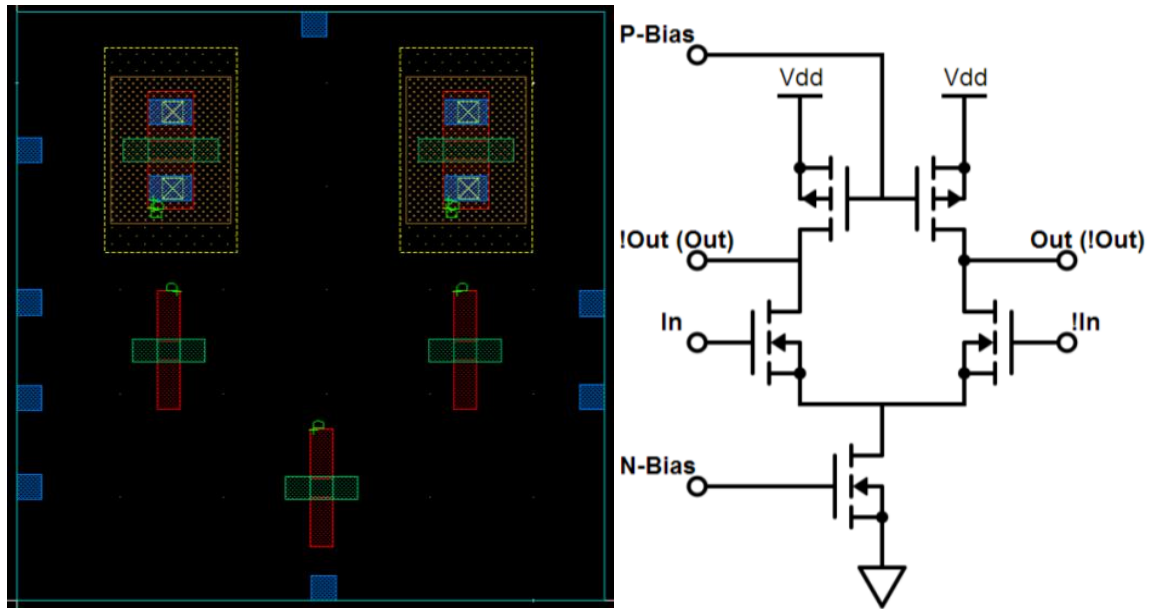 P-Bias
Vdd Vdd
!Out (Out) Out (!Out)
In !In
N-Bias